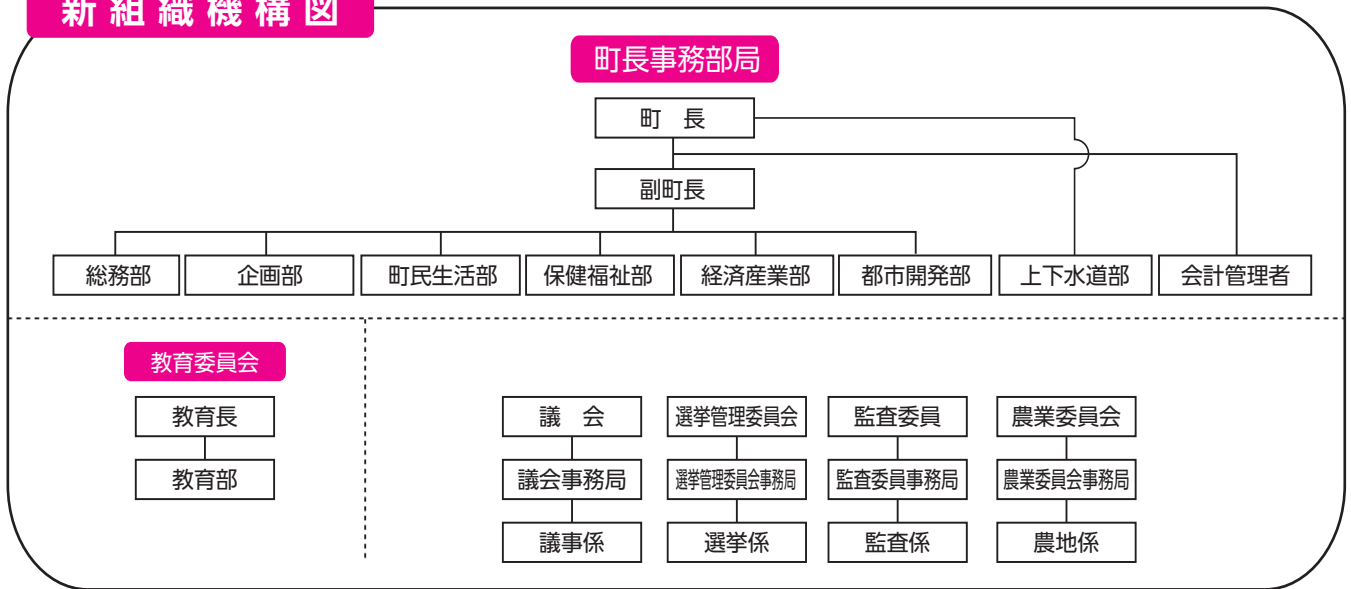 新組織機構図
町長事務部局
町　長
副町長
総務部
企画部
町民生活部
保健福祉部
経済産業部
都市開発部
上下水道部
会計管理者
教育委員会
教育長
教育部
議　会
選挙管理委員会
監査委員
農業委員会
議会事務局
選挙管理委員会事務局
監査委員事務局
農業委員会事務局
議事係
選挙係
監査係
農地係